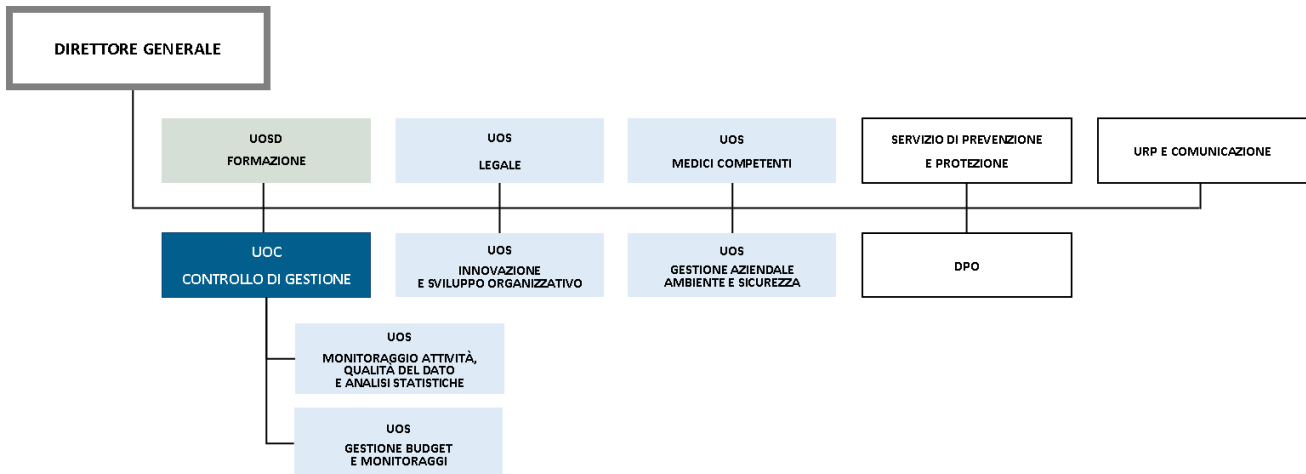 DIRETTORE GENERALE
UOSD
FORMAZIONE
UOS
LEGALE
UOS
MEDICI COMPETENTI
SERVIZIO DI PREVENZIONE
E PROTEZIONE
URP E COMUNICAZIONE
UOC
CONTROLLO DI GESTIONE
UOS
INNOVAZIONE
E SVILUPPO ORGANIZZATIVO
UOS
GESTIONE AZIENDALE
AMBIENTE E SICUREZZA
DPO
UOS
MONITORAGGIO ATTIVITÀ,
QUALITÀ DEL DATO
E ANALISI STATISTICHE
UOS
GESTIONE BUDGET
E MONITORAGGI